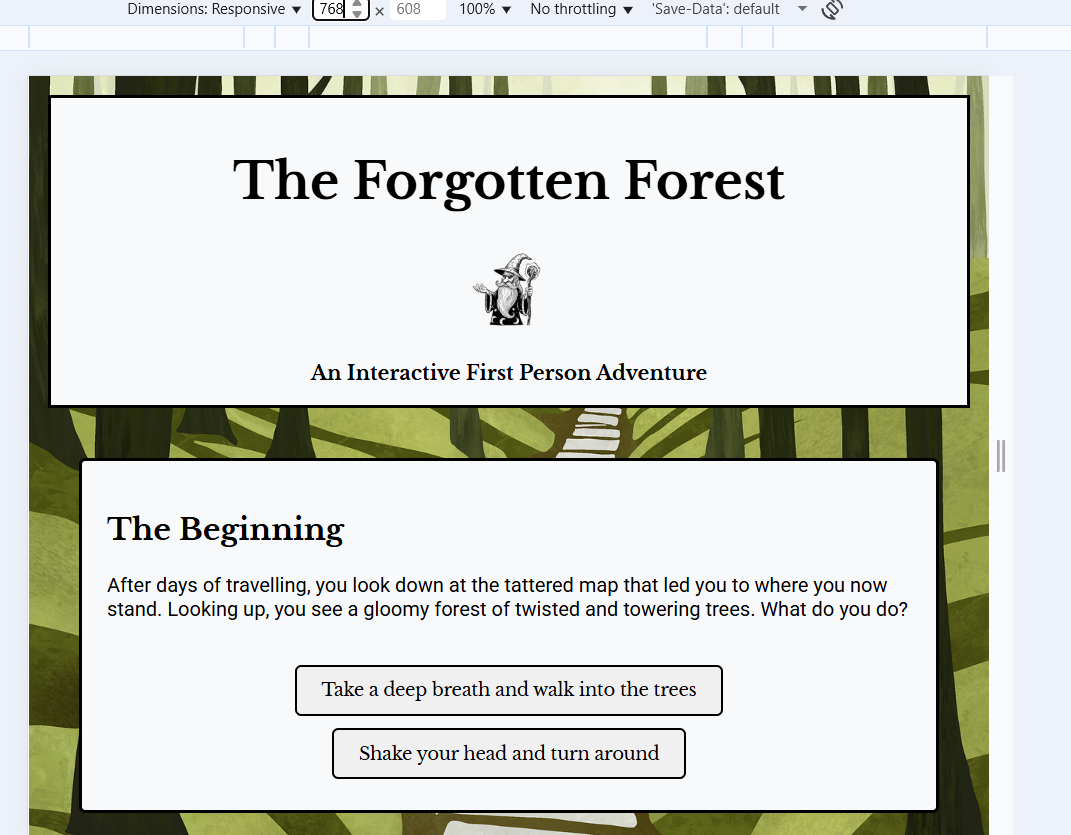 Dimensions: Responsive 768 × 608 100% No throttling 'Save-Data': default
The Forgotten Forest
An Interactive First Person Adventure
The Beginning
After days of travelling, you look down at the tattered map that led you to where you now
stand. Looking up, you see a gloomy forest of twisted and towering trees. What do you do?
Take a deep breath and walk into the trees
Shake your head and turn around